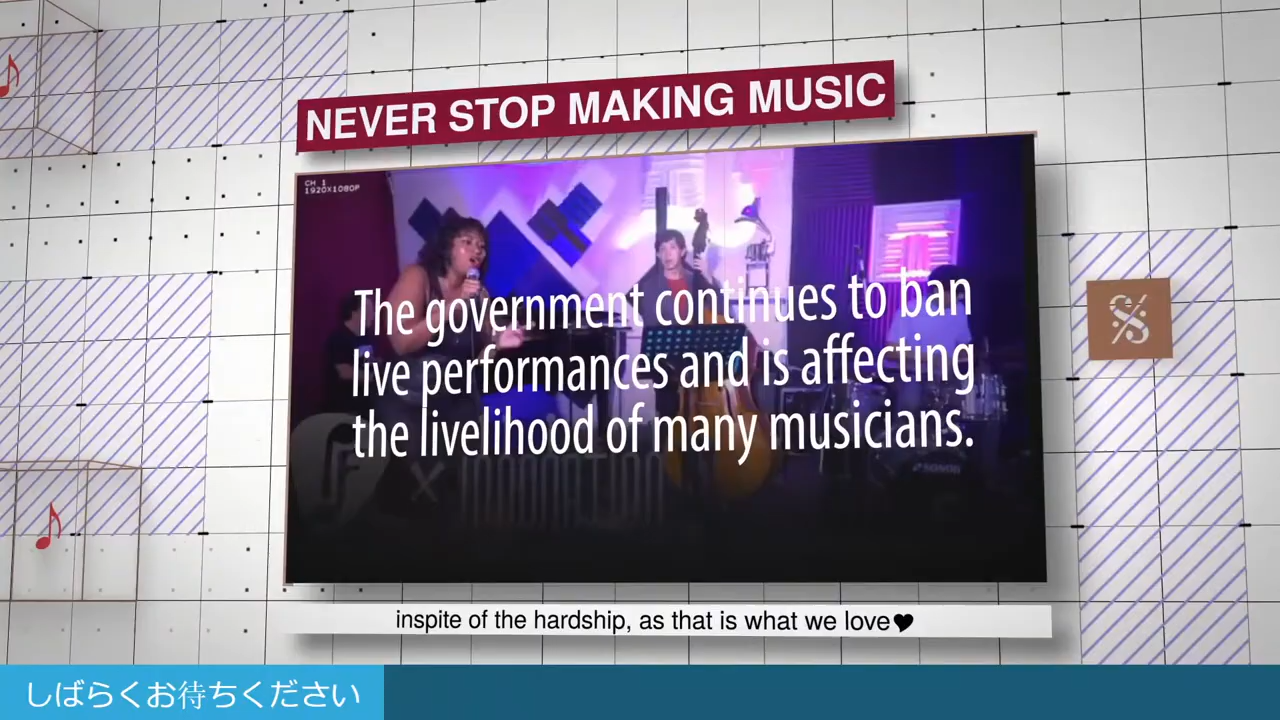 NEVER STOP MAKING MUSIC
CH 1
1920X1080P
The government continues to ban
live performances and is affecting
the livelihood of many musicians.
SONOR
inspite of the hardship, as that is what we love♥
しばらくお待ちください